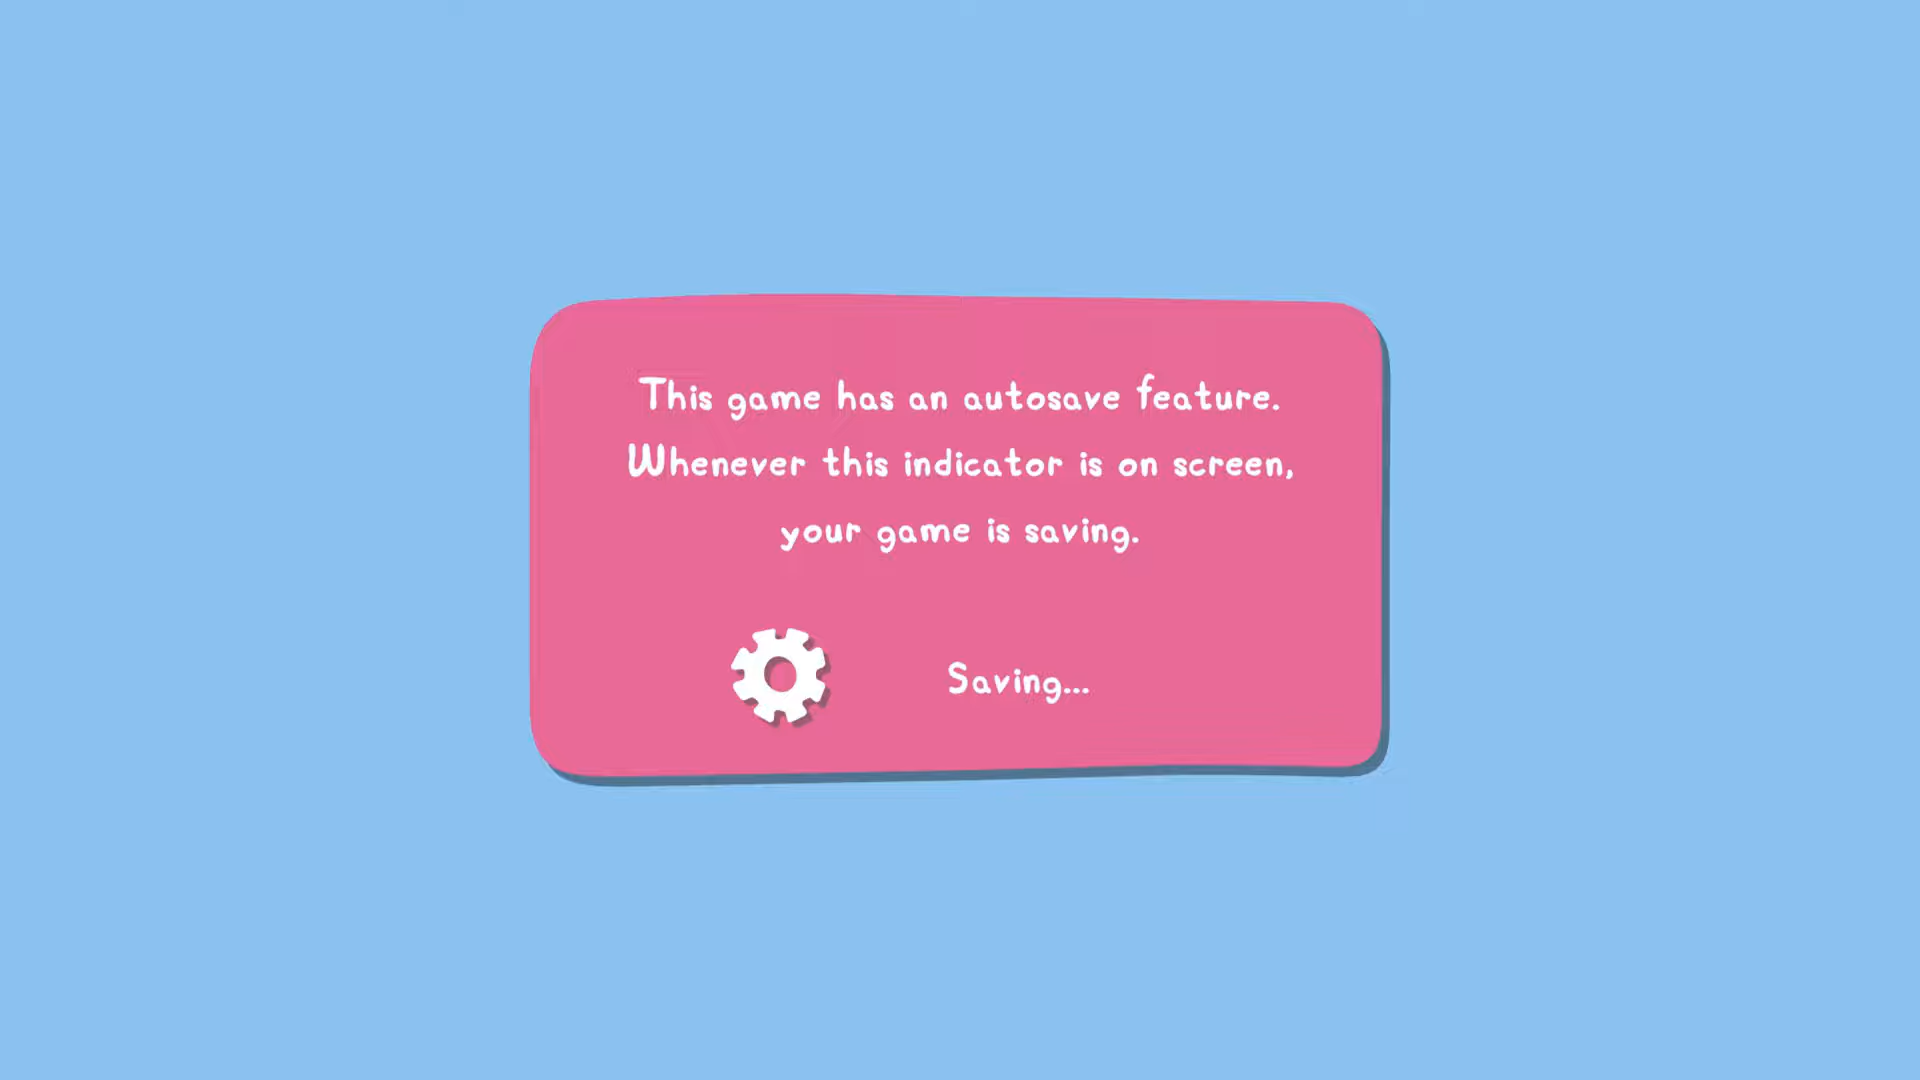 This game has an autosave feature.
Whenever this indicator is on screen,
your game is saving.
Saving...